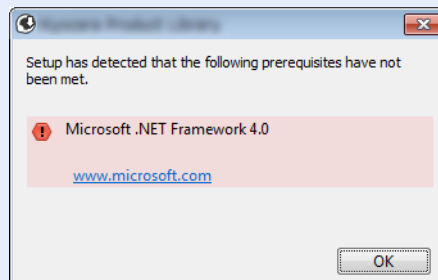 Setup has detected that the following prerequisites have not
been met.
Microsoft .NET Framework 4.0
www.microsoft.com
OK